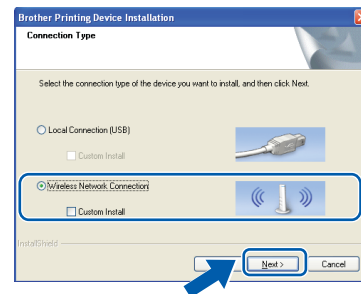 Brother Printing Device Installation
Connection Type
Select the connection type of the device you want to install, and then click Next.
Local Connection (USB)
Custom Install
Wireless Network Connection
Custom Install
InstallShield
Next >
Cancel